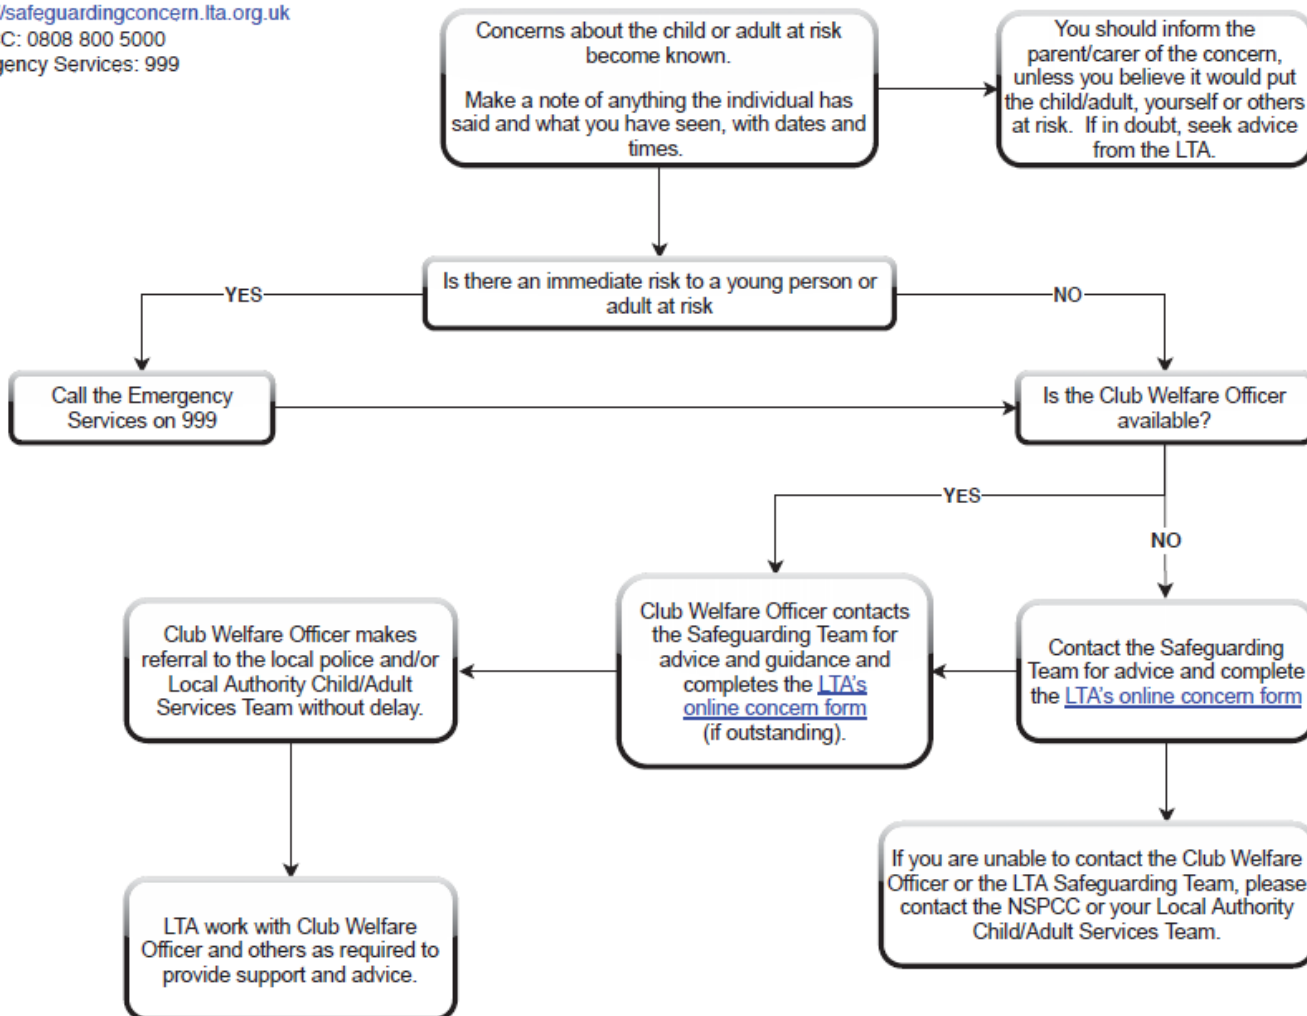 /safeguardingconcern.lta.org.uk
C: 0808 800 5000
gency Services: 999
Concerns about the child or adult at risk
become known.
Make a note of anything the individual has
said and what you have seen, with dates and
times.
You should inform the
parent/carer of the concern,
unless you believe it would put
the child/adult, yourself or others
at risk. If in doubt, seek advice
from the LTA.
Is there an immediate risk to a young person or
adult at risk
YES
NO
Call the Emergency
Services on 999
Is the Club Welfare Officer
available?
YES
NO
Club Welfare Officer makes
referral to the local police and/or
Local Authority Child/Adult
Services Team without delay.
Club Welfare Officer contacts
the Safeguarding Team for
advice and guidance and
completes the LTA's
online concern form
(if outstanding).
Contact the Safeguarding
Team for advice and complete
the LTA's online concern form
If you are unable to contact the Club Welfare
Officer or the LTA Safeguarding Team, please
contact the NSPCC or your Local Authority
Child/Adult Services Team.
LTA work with Club Welfare
Officer and others as required to
provide support and advice.